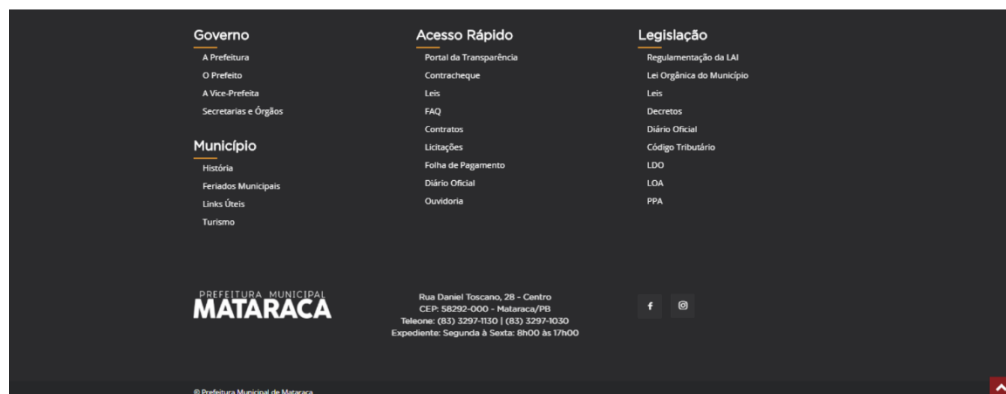 Governo
A Prefeitura
O Prefeito
A Vice-Prefeita
Secretarias e Órgãos
Município
História
Feriados Municipais
Links Úteis
Turismo
Acesso Rápido
Portal da Transparência
Contracheque
Leis
FAQ
Contratos
Licitações
Folha de Pagamento
Diário Oficial
Ouvidoria
Legislação
Regulamentação da LAI
Lei Orgânica do Município
Leis
Decretos
Diário Oficial
Código Tributário
LDO
LOA
PPA
PREFEITURA MUNICIPAL
MATARACA
Rua Daniel Toscano, 28 - Centro
CEP: 58292-000 - Mataraca/PB
Teleone: (83) 3297-1130 | (83) 3297-1030
Expediente: Segunda à Sexta: 8h00 às 17h00
© Prefeitura Municipal de Mataraca